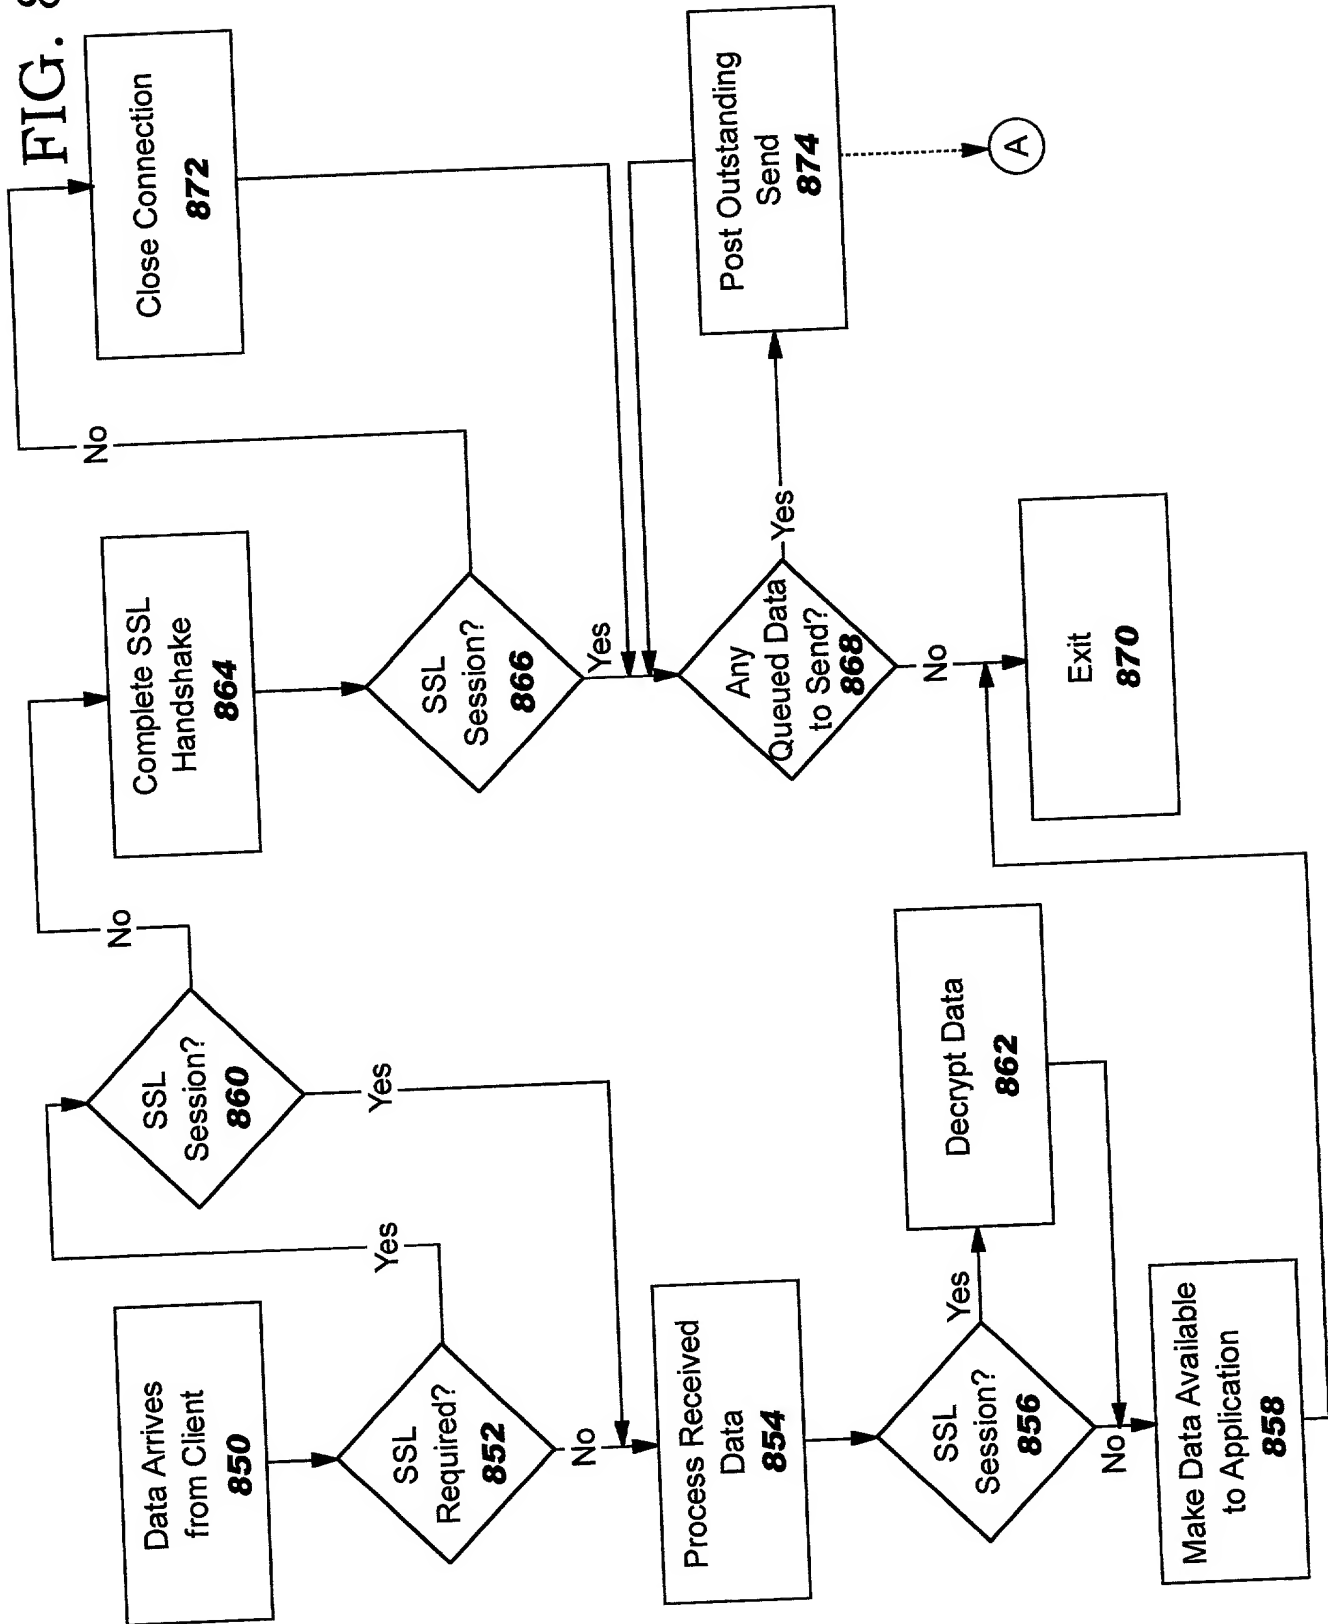 FIG. 8
Data Arrives
from Client
850
SSL
Required?
852
Yes
No
Process Received
Data
854
SSL
Session?
856
Yes
No
Make Data Available
to Application
858
SSL
Session?
860
No
Yes
Decrypt Data
862
Complete SSL
Handshake
864
SSL
Session?
866
No
Yes
Any
Queued Data
to Send?
868
Yes
No
Exit
870
Close Connection
872
Post Outstanding
Send
874
A